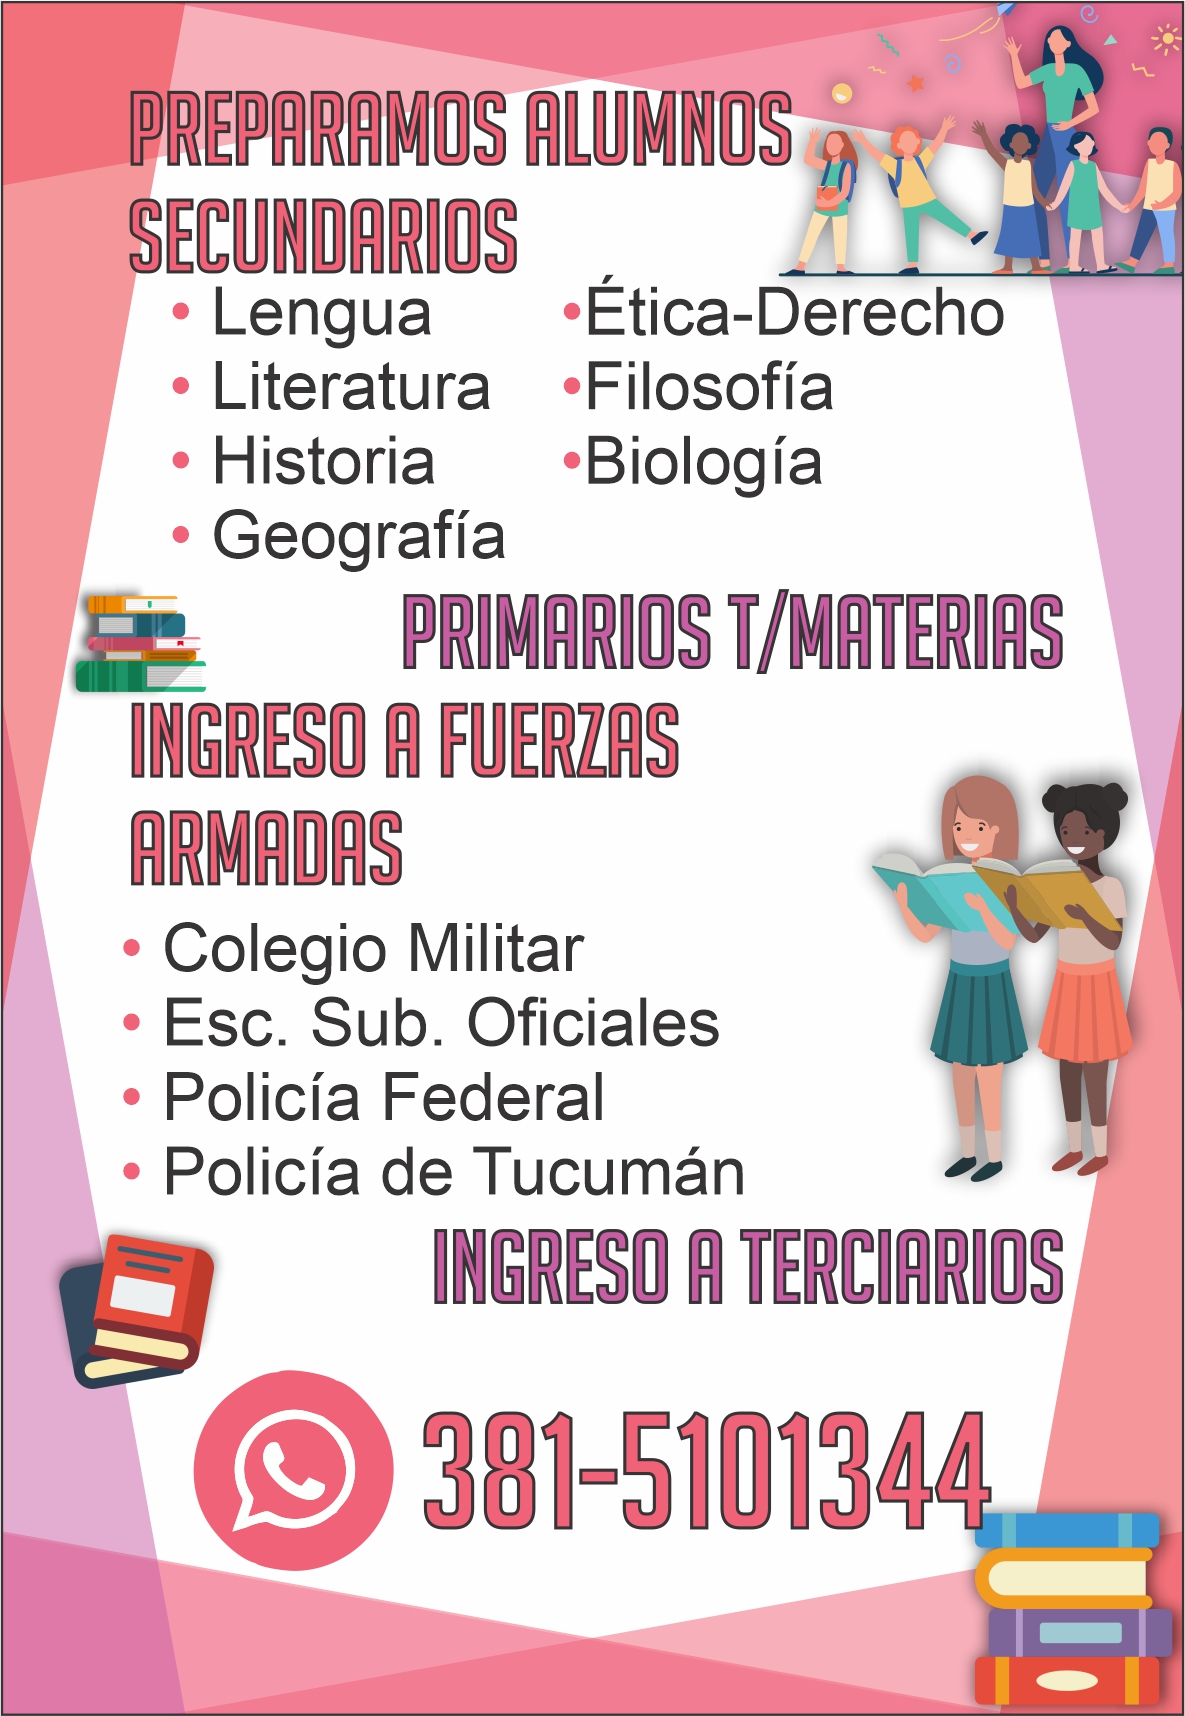 PREPARAMOS ALUMNOS
SECUNDARIOS
• Lengua
• Literatura
• Historia
• Geografía
•Ética-Derecho
•Filosofía
•Biología
PRIMARIOS T/MATERIAS
INGRESO A FUERZAS
ARMADAS
• Colegio Militar
• Esc. Sub. Oficiales
• Policía Federal
• Policía de Tucumán
INGRESO A TERCIARIOS
381-5101344